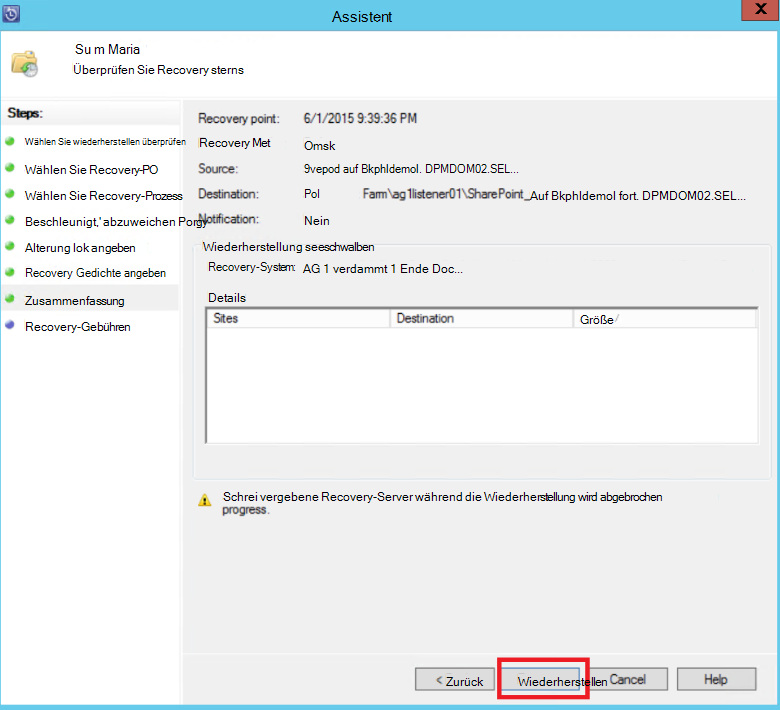 Assistent
X
Su m Maria
Überprüfen Sie Recovery sterns
Steps:
Wählen Sie wiederherstellen überprüfen
Wählen Sie Recovery-PO
Wählen Sie Recovery-Prozess
Beschleunigt,' abzuweichen Porgy
Alterung lok angeben
Recovery Gedichte angeben
Zusammenfassung
Recovery-Gebühren
Recovery point: 6/1/2015 9:39:36 PM
Recovery Met Omsk
Source: 9vepod auf Bkphldemol. DPMDOM02.SEL...
Destination: Pol Farm\ag1listener01\SharePoint_Auf Bkphldemol fort. DPMDOM02.SEL...
Notification: Nein
Wiederherstellung seeschwalben
Recovery-System: AG 1 verdammt 1 Ende Doc...
Details
Sites Destination Größe /
Schrei vergebene Recovery-Server während die Wiederherstellung wird abgebrochen
progress.
< Zurück Wiederherstellen Cancel Help